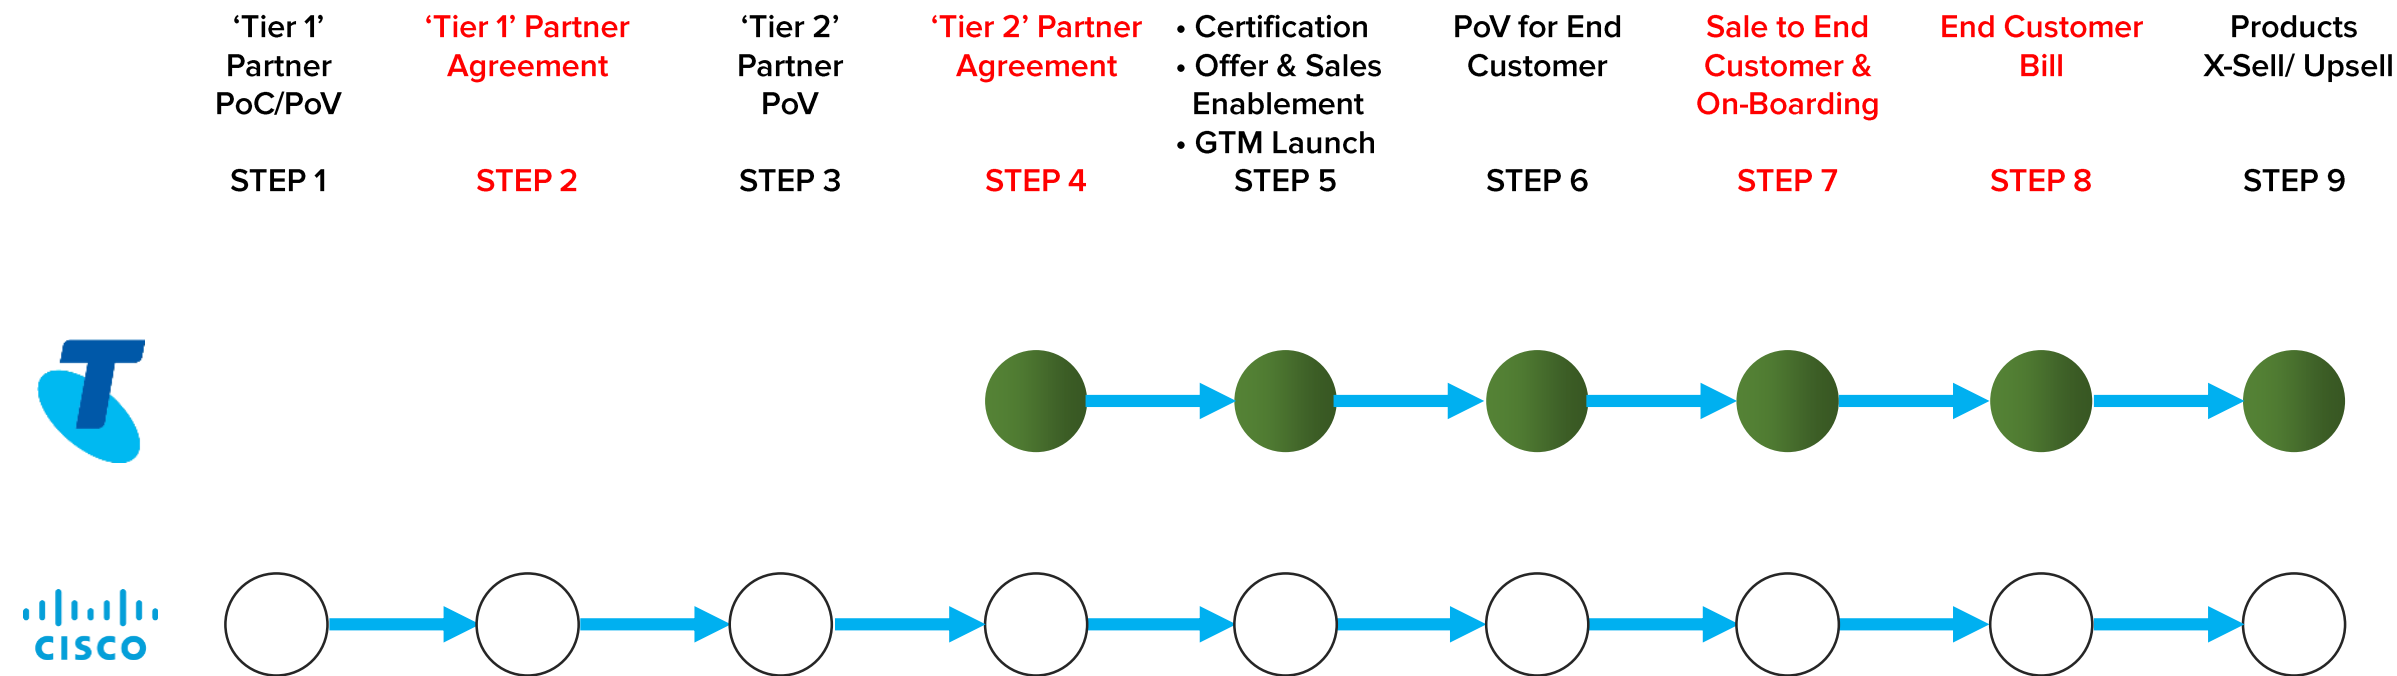 ‘Tier 1’
Partner
PoC/PoV
STEP 1
‘Tier 1’ Partner
Agreement
STEP 2
‘Tier 2’
Partner
PoV
STEP 3
‘Tier 2’ Partner
Agreement
STEP 4
• Certification
• Offer & Sales
Enablement
• GTM Launch
STEP 5
PoV for End
Customer
STEP 6
Sale to End
Customer &
On-Boarding
STEP 7
End Customer
Bill
STEP 8
Products
X-Sell/ Upsell
STEP 9
T
CISCO